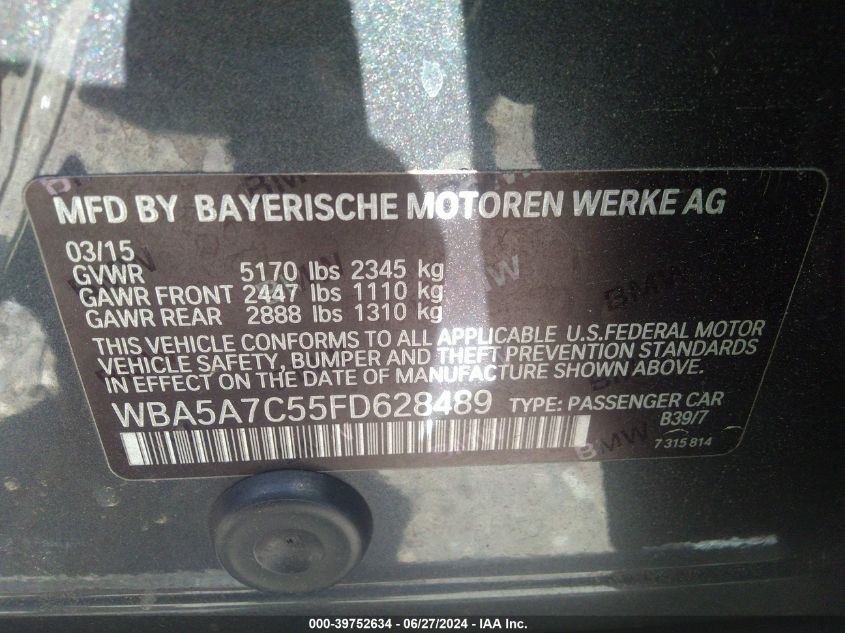 MFD BY BAYERISCHE MOTOREN WERKE AG
03/15
GVWR 5170 lbs 2345 kg
GAWR FRONT 2447 lbs 1110 kg
GAWR REAR 2888 lbs 1310 kg
THIS VEHICLE CONFORMS TO ALL APPLICABLE U.S.FEDERAL MOTOR
VEHICLE SAFETY, BUMPER AND THEFT PREVENTION STANDARDS
IN EFFECT ON THE DATE OF MANUFACTURE SHOWN ABOVE.
WBA5A7C55FD628489 TYPE: PASSENGER CAR
B39/7
7 315 814
BMW
000-39752634 / 06/27/2024 - IAA Inc.